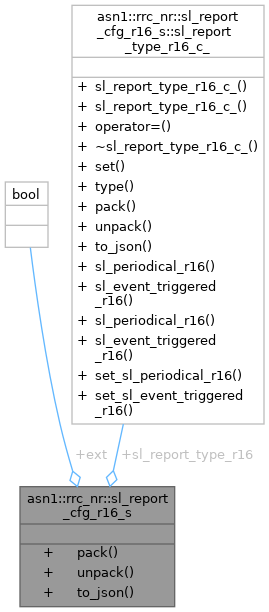 asn1::rrc_nr::sl_report
_cfg_r16_s::sl_report
_type_r16_c_
+ sl_report_type_r16_c_()
+ sl_report_type_r16_c_()
+ operator=()
+ ~sl_report_type_r16_c_()
+ set()
+ type()
+ pack()
+ unpack()
+ to_json()
+ sl_periodical_r16()
+ sl_event_triggered
_r16()
+ sl_periodical_r16()
+ sl_event_triggered
_r16()
+ set_sl_periodical_r16()
+ set_sl_event_triggered
_r16()
bool
+ext
+sl_report_type_r16
asn1::rrc_nr::sl_report
_cfg_r16_s
+ pack()
+ unpack()
+ to_json()